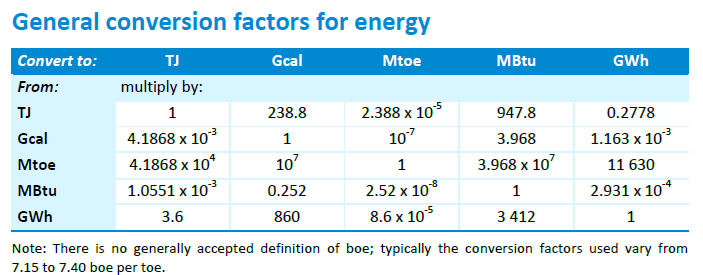 General conversion factors for energy
Convert to: TJ Gcal Mtoe MBtu GWh
From: multiply by:
TJ 1 238.8 2.388 x 10⁻⁵ 947.8 0.2778
Gcal 4.1868 x 10⁻³ 1 10⁻⁷ 3.968 1.163 x 10⁻³
Mtoe 4.1868 x 10⁴ 10⁷ 1 3.968 x 10⁷ 11 630
MBtu 1.0551 x 10⁻³ 0.252 2.52 x 10⁻⁸ 1 2.931 x 10⁻⁴
GWh 3.6 860 8.6 x 10⁻⁵ 3 412 1
Note: There is no generally accepted definition of boe; typically the conversion factors used vary from
7.15 to 7.40 boe per toe.